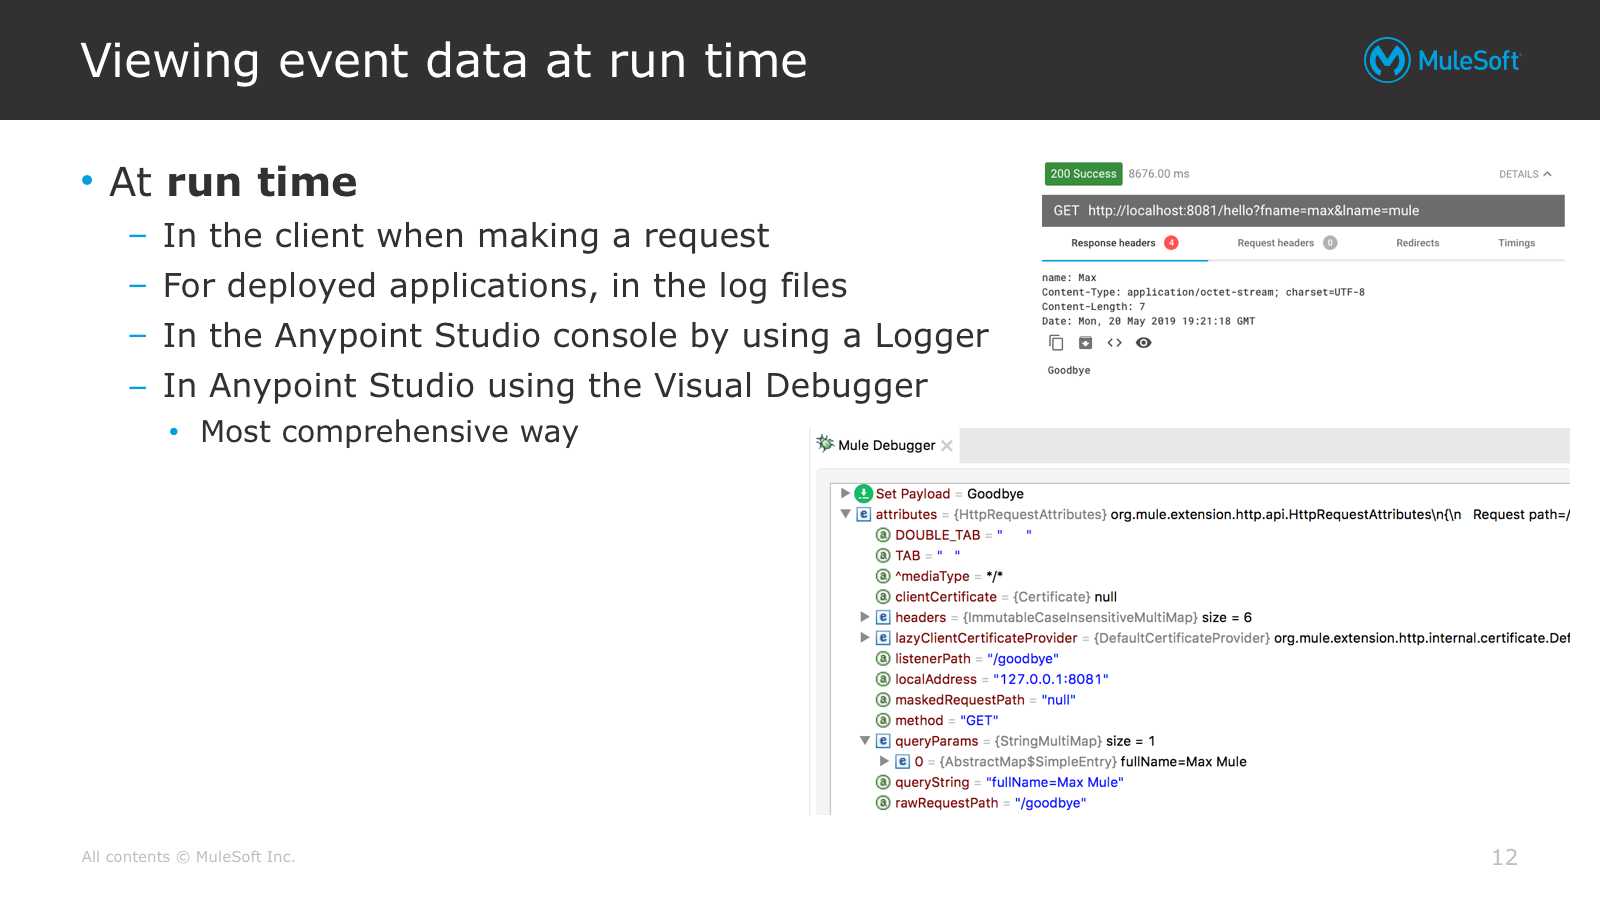 Viewing event data at run time
MuleSoft
• At run time
– In the client when making a request
– For deployed applications, in the log files
– In the Anypoint Studio console by using a Logger
– In Anypoint Studio using the Visual Debugger
• Most comprehensive way
200 Success 8676.00 ms DETAILS
GET http://localhost:8081/hello?fname=max&lname=mule
Response headers 4 Request headers 0 Redirects Timings
name: Max
Content-Type: application/octet-stream; charset=UTF-8
Content-Length: 7
Date: Mon, 20 May 2019 19:21:18 GMT
Goodbye
Mule Debugger
Set Payload = Goodbye
e attributes = {HttpRequestAttributes} org.mule.extension.http.api.HttpRequestAttributes\n{\n   Request path=/
a DOUBLE_TAB = "      "
a TAB = "   "
a ^mediaType = */*
a clientCertificate = {Certificate} null
e headers = {ImmutableCaseInsensitiveMultiMap} size = 6
e lazyClientCertificateProvider = {DefaultCertificateProvider} org.mule.extension.http.internal.certificate.Def
a listenerPath = "/goodbye"
a localAddress = "127.0.0.1:8081"
a maskedRequestPath = "null"
a method = "GET"
e queryParams = {StringMultiMap} size = 1
e 0 = {AbstractMap$SimpleEntry} fullName=Max Mule
a queryString = "fullName=Max Mule"
a rawRequestPath = "/goodbye"
All contents © MuleSoft Inc.
12